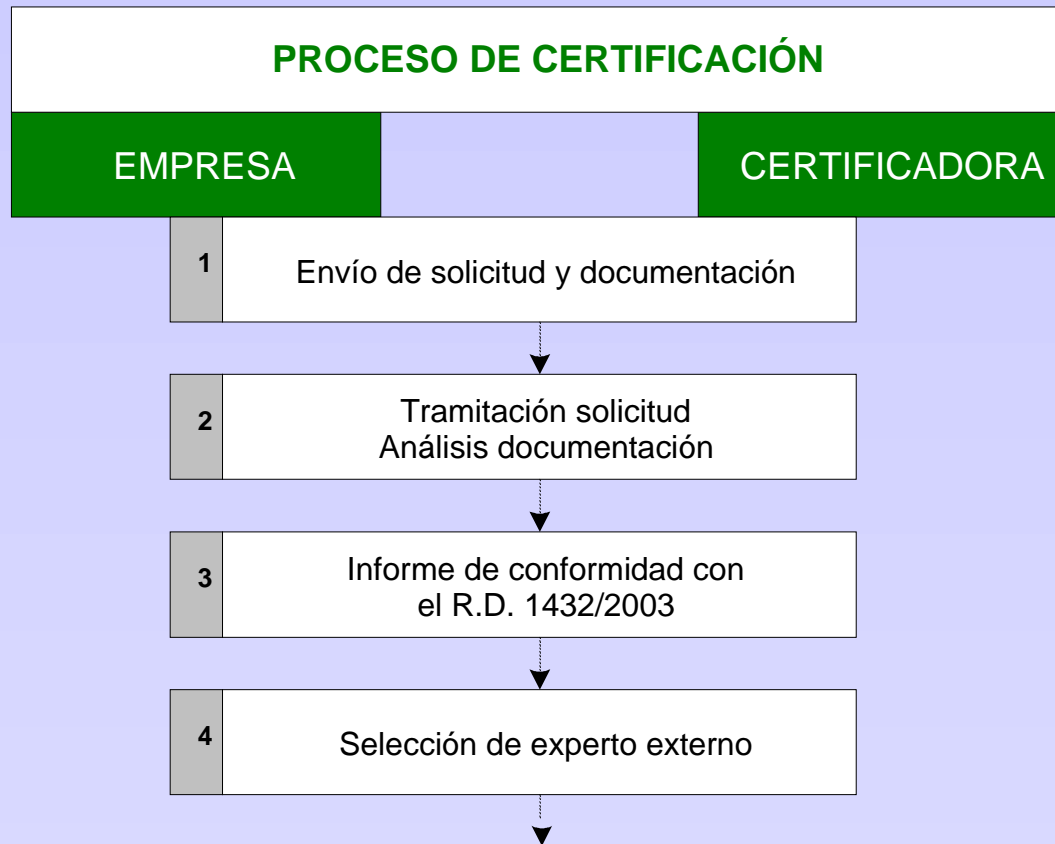 PROCESO DE CERTIFICACIÓN
EMPRESA
CERTIFICADORA
1
Envío de solicitud y documentación
2
Tramitación solicitud
Análisis documentación
3
Informe de conformidad con
el R.D. 1432/2003
4
Selección de experto externo